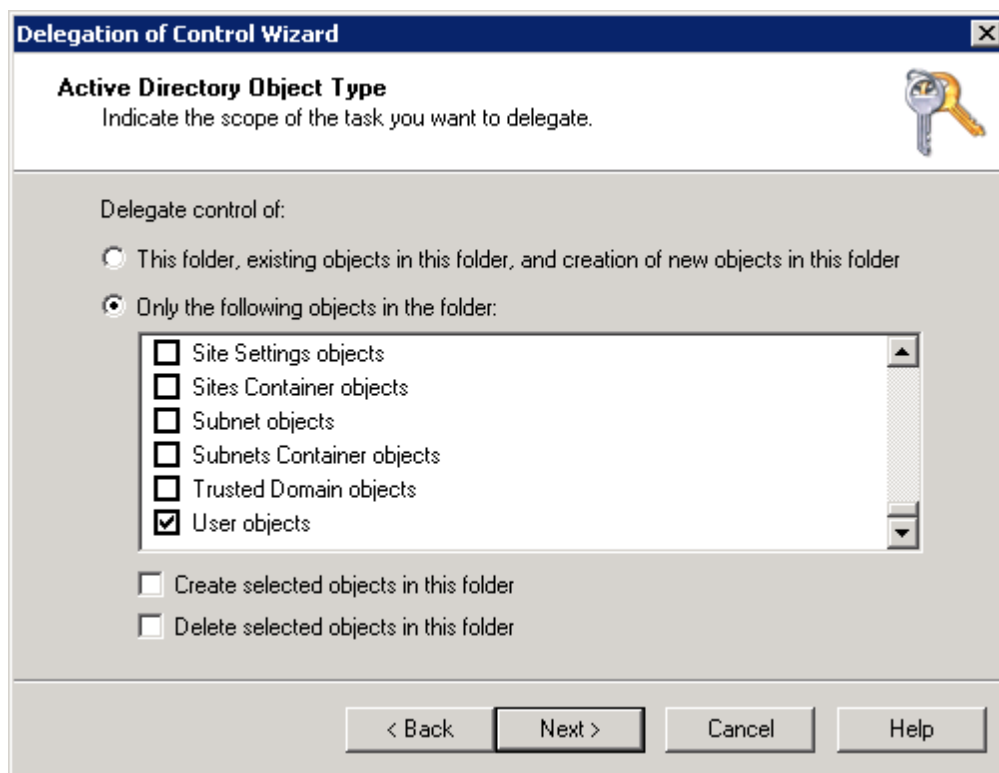 Delegation of Control Wizard
Active Directory Object Type
Indicate the scope of the task you want to delegate.
Delegate control of:
This folder, existing objects in this folder, and creation of new objects in this folder
Only the following objects in the folder:
Site Settings objects
Sites Container objects
Subnet objects
Subnets Container objects
Trusted Domain objects
User objects
Create selected objects in this folder
Delete selected objects in this folder
< Back Next > Cancel Help